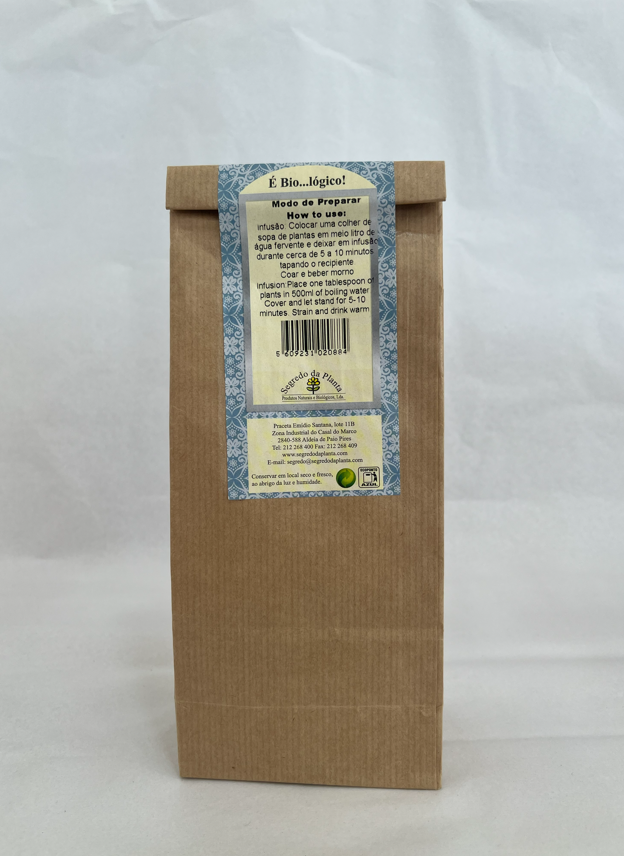 É Bio...lógico!
Modo de Preparar
How to use:
Infusão: Colocar uma colher de
sopa de plantas em meio litro de
água fervente e deixar em infusão
durante cerca de 5 a 10 minutos
tapando o recipiente.
Coar e beber morno
Infusion:Place one tablespoon of
plants in 500ml of boiling water
Cover and let stand for 5-10
minutes. Strain and drink warm
5 609231 020884
Segredo da Planta
Produtos Naturais e Biológicos, Lda.
Praceta Emídio Santana, lote 11B
Zona Industrial do Casal do Marco
2840-588 Aldeia de Paio Pires
Tel: 212 268 400 Fax: 212 268 409
www.segredodaplanta.com
E-mail: segredo@segredodaplanta.com
Conservar em local seco e fresco,
ao abrigo da luz e humidade.
ECOPONTO
AZUL